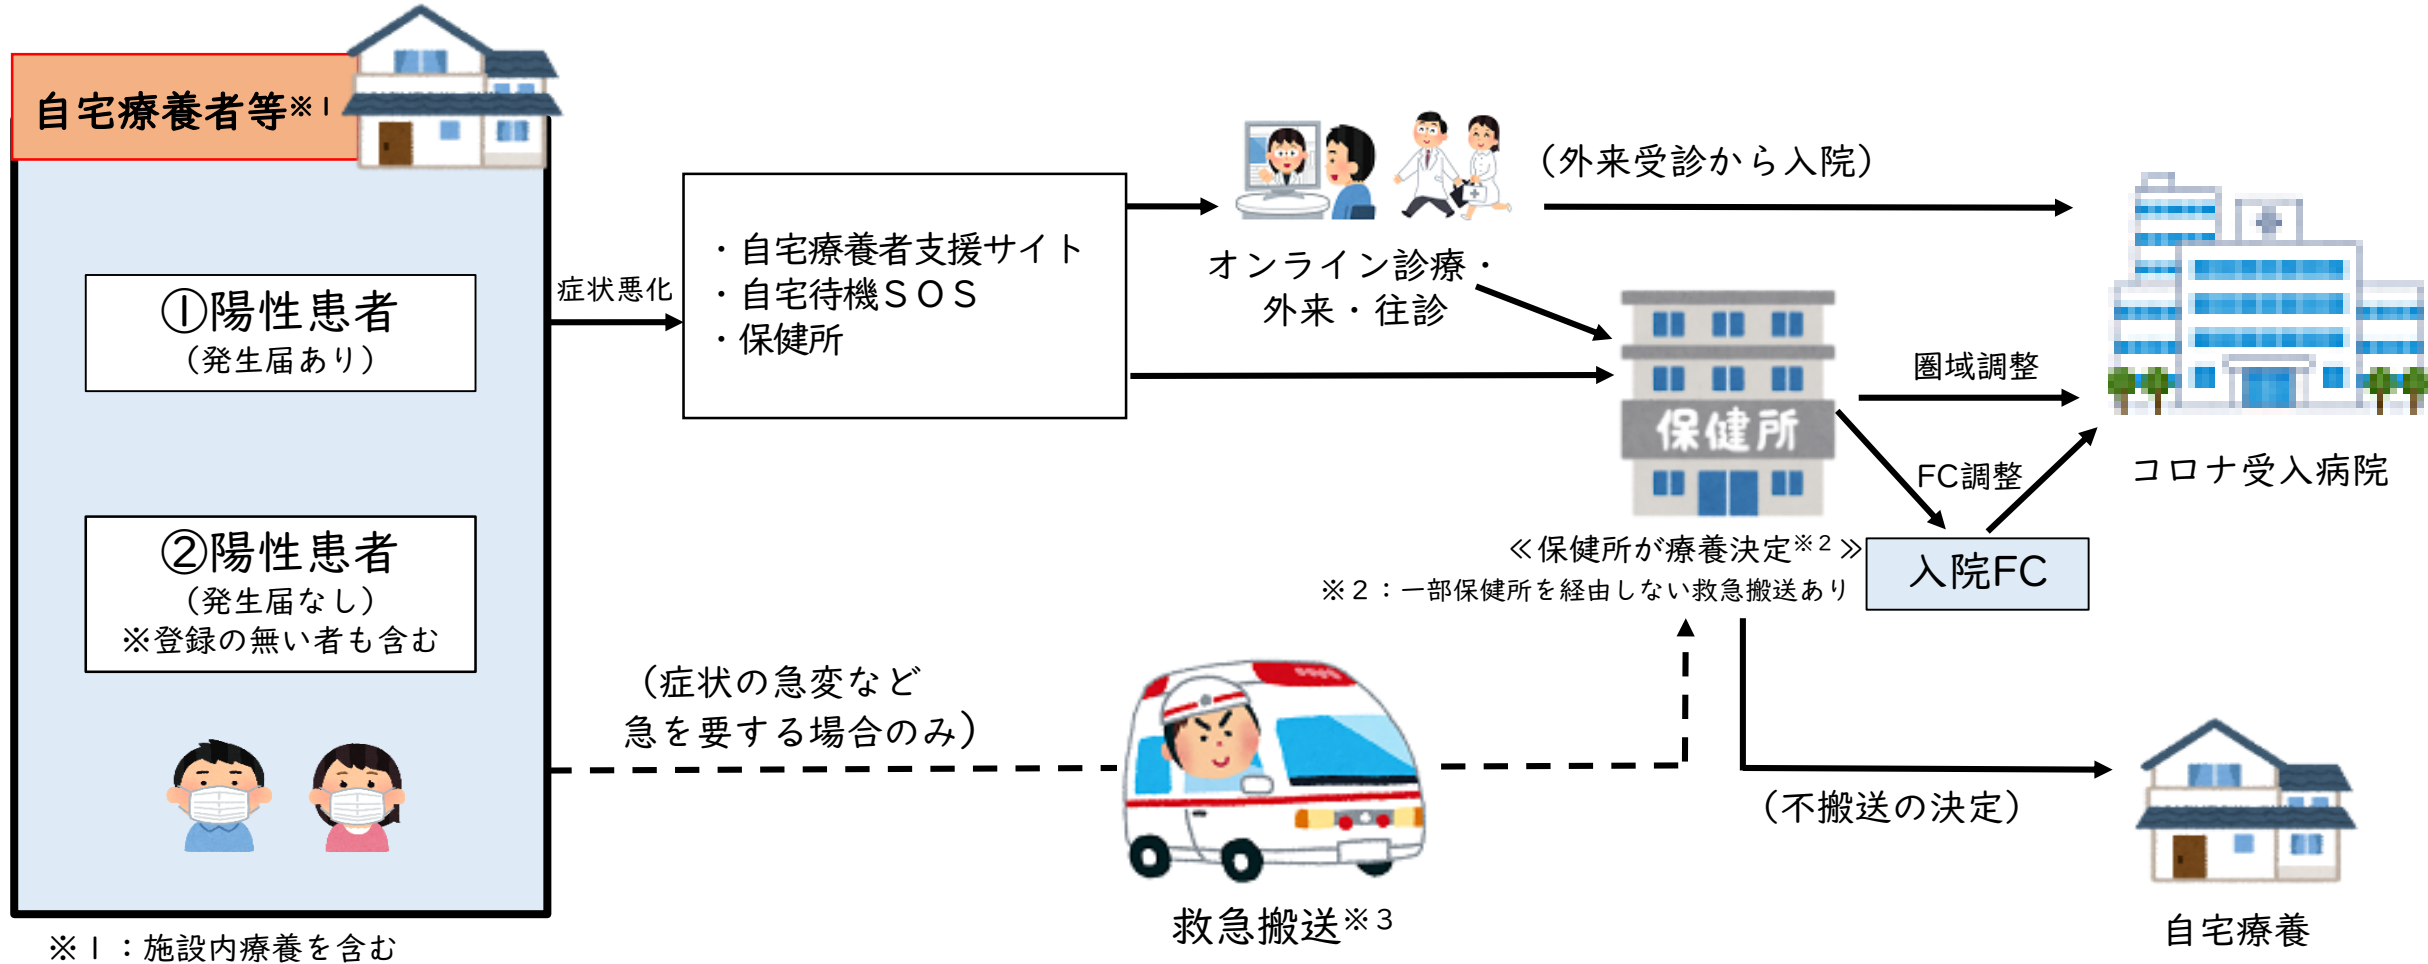 自宅療養者等※1
①陽性患者
（発生届あり）
②陽性患者
（発生届なし）
※登録の無い者も含む
※1：施設内療養を含む
症状悪化
・自宅療養者支援サイト
・自宅待機ＳＯＳ
・保健所
オンライン診療・
外来・往診
（外来受診から入院）
保健所
≪保健所が療養決定※２≫
※２：一部保健所を経由しない救急搬送あり
圏域調整
FC調整
入院FC
コロナ受入病院
（症状の急変など
急を要する場合のみ）
救急搬送※３
（不搬送の決定）
自宅療養